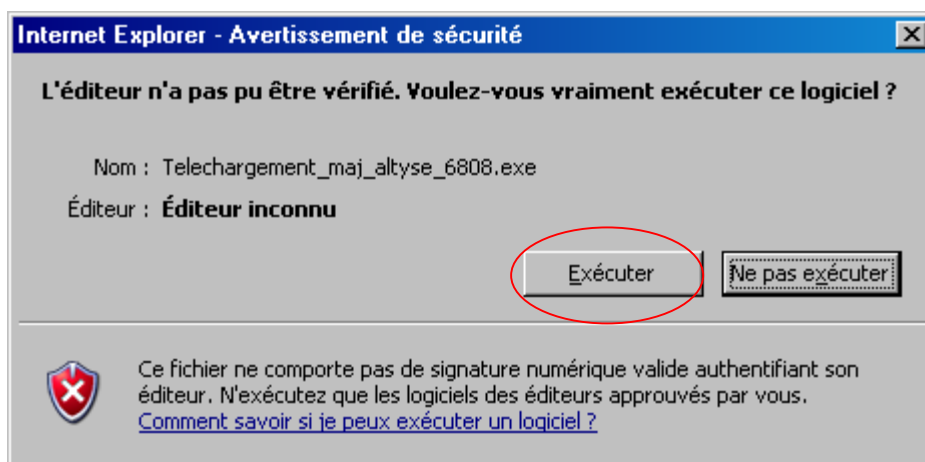 Internet Explorer - Avertissement de sécurité
L'éditeur n'a pas pu être vérifié. Voulez-vous vraiment exécuter ce logiciel ?
Nom : Telechargement_maj_altyse_6808.exe
Éditeur : Éditeur inconnu
Exécuter Ne pas exécuter
Ce fichier ne comporte pas de signature numérique valide authentifiant son
éditeur. N'exécutez que les logiciels des éditeurs approuvés par vous.
Comment savoir si je peux exécuter un logiciel ?